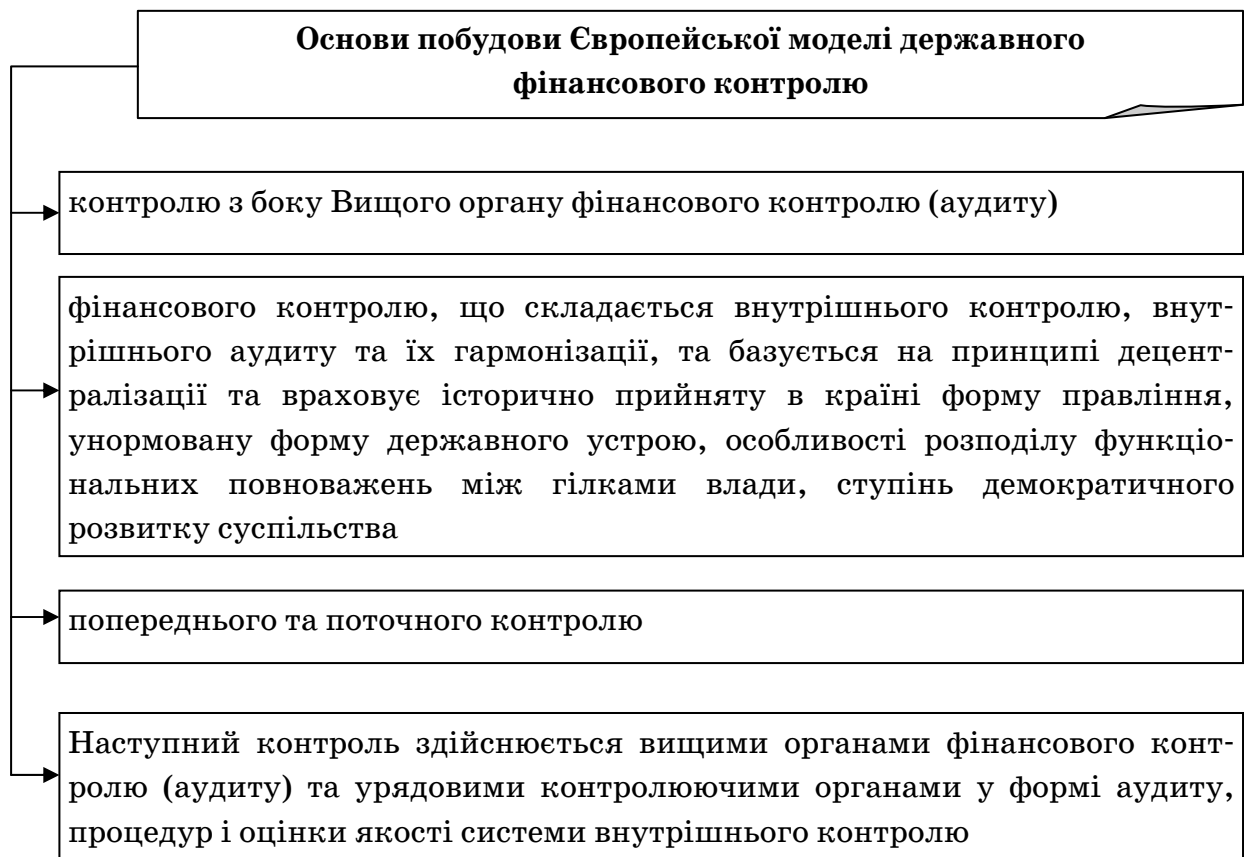 Основи побудови Європейської моделі державного
фінансового контролю
контролю з боку Вищого органу фінансового контролю (аудиту)
фінансового контролю, що складається внутрішнього контролю, внут-
рішнього аудиту та їх гармонізації, та базується на принципі децент-
ралізації та враховує історично прийняту в країні форму правління,
унормовану форму державного устрою, особливості розподілу функціо-
нальних повноважень між гілками влади, ступінь демократичного
розвитку суспільства
попереднього та поточного контролю
Наступний контроль здійснюється вищими органами фінансового конт-
ролю (аудиту) та урядовими контролюючими органами у формі аудиту,
процедур і оцінки якості системи внутрішнього контролю